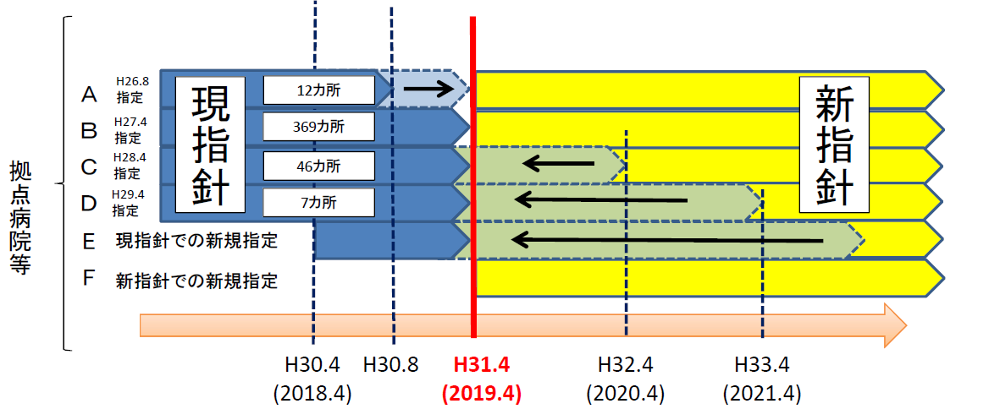 拠点病院等
A
H26.8
指定
12カ所
B
H27.4
指定
369カ所
C
H28.4
指定
46カ所
D
H29.4
指定
7カ所
現指針
新指針
E
現指針での新規指定
F
新指針での新規指定
H30.4
(2018.4)
H30.8
H31.4
(2019.4)
H32.4
(2020.4)
H33.4
(2021.4)